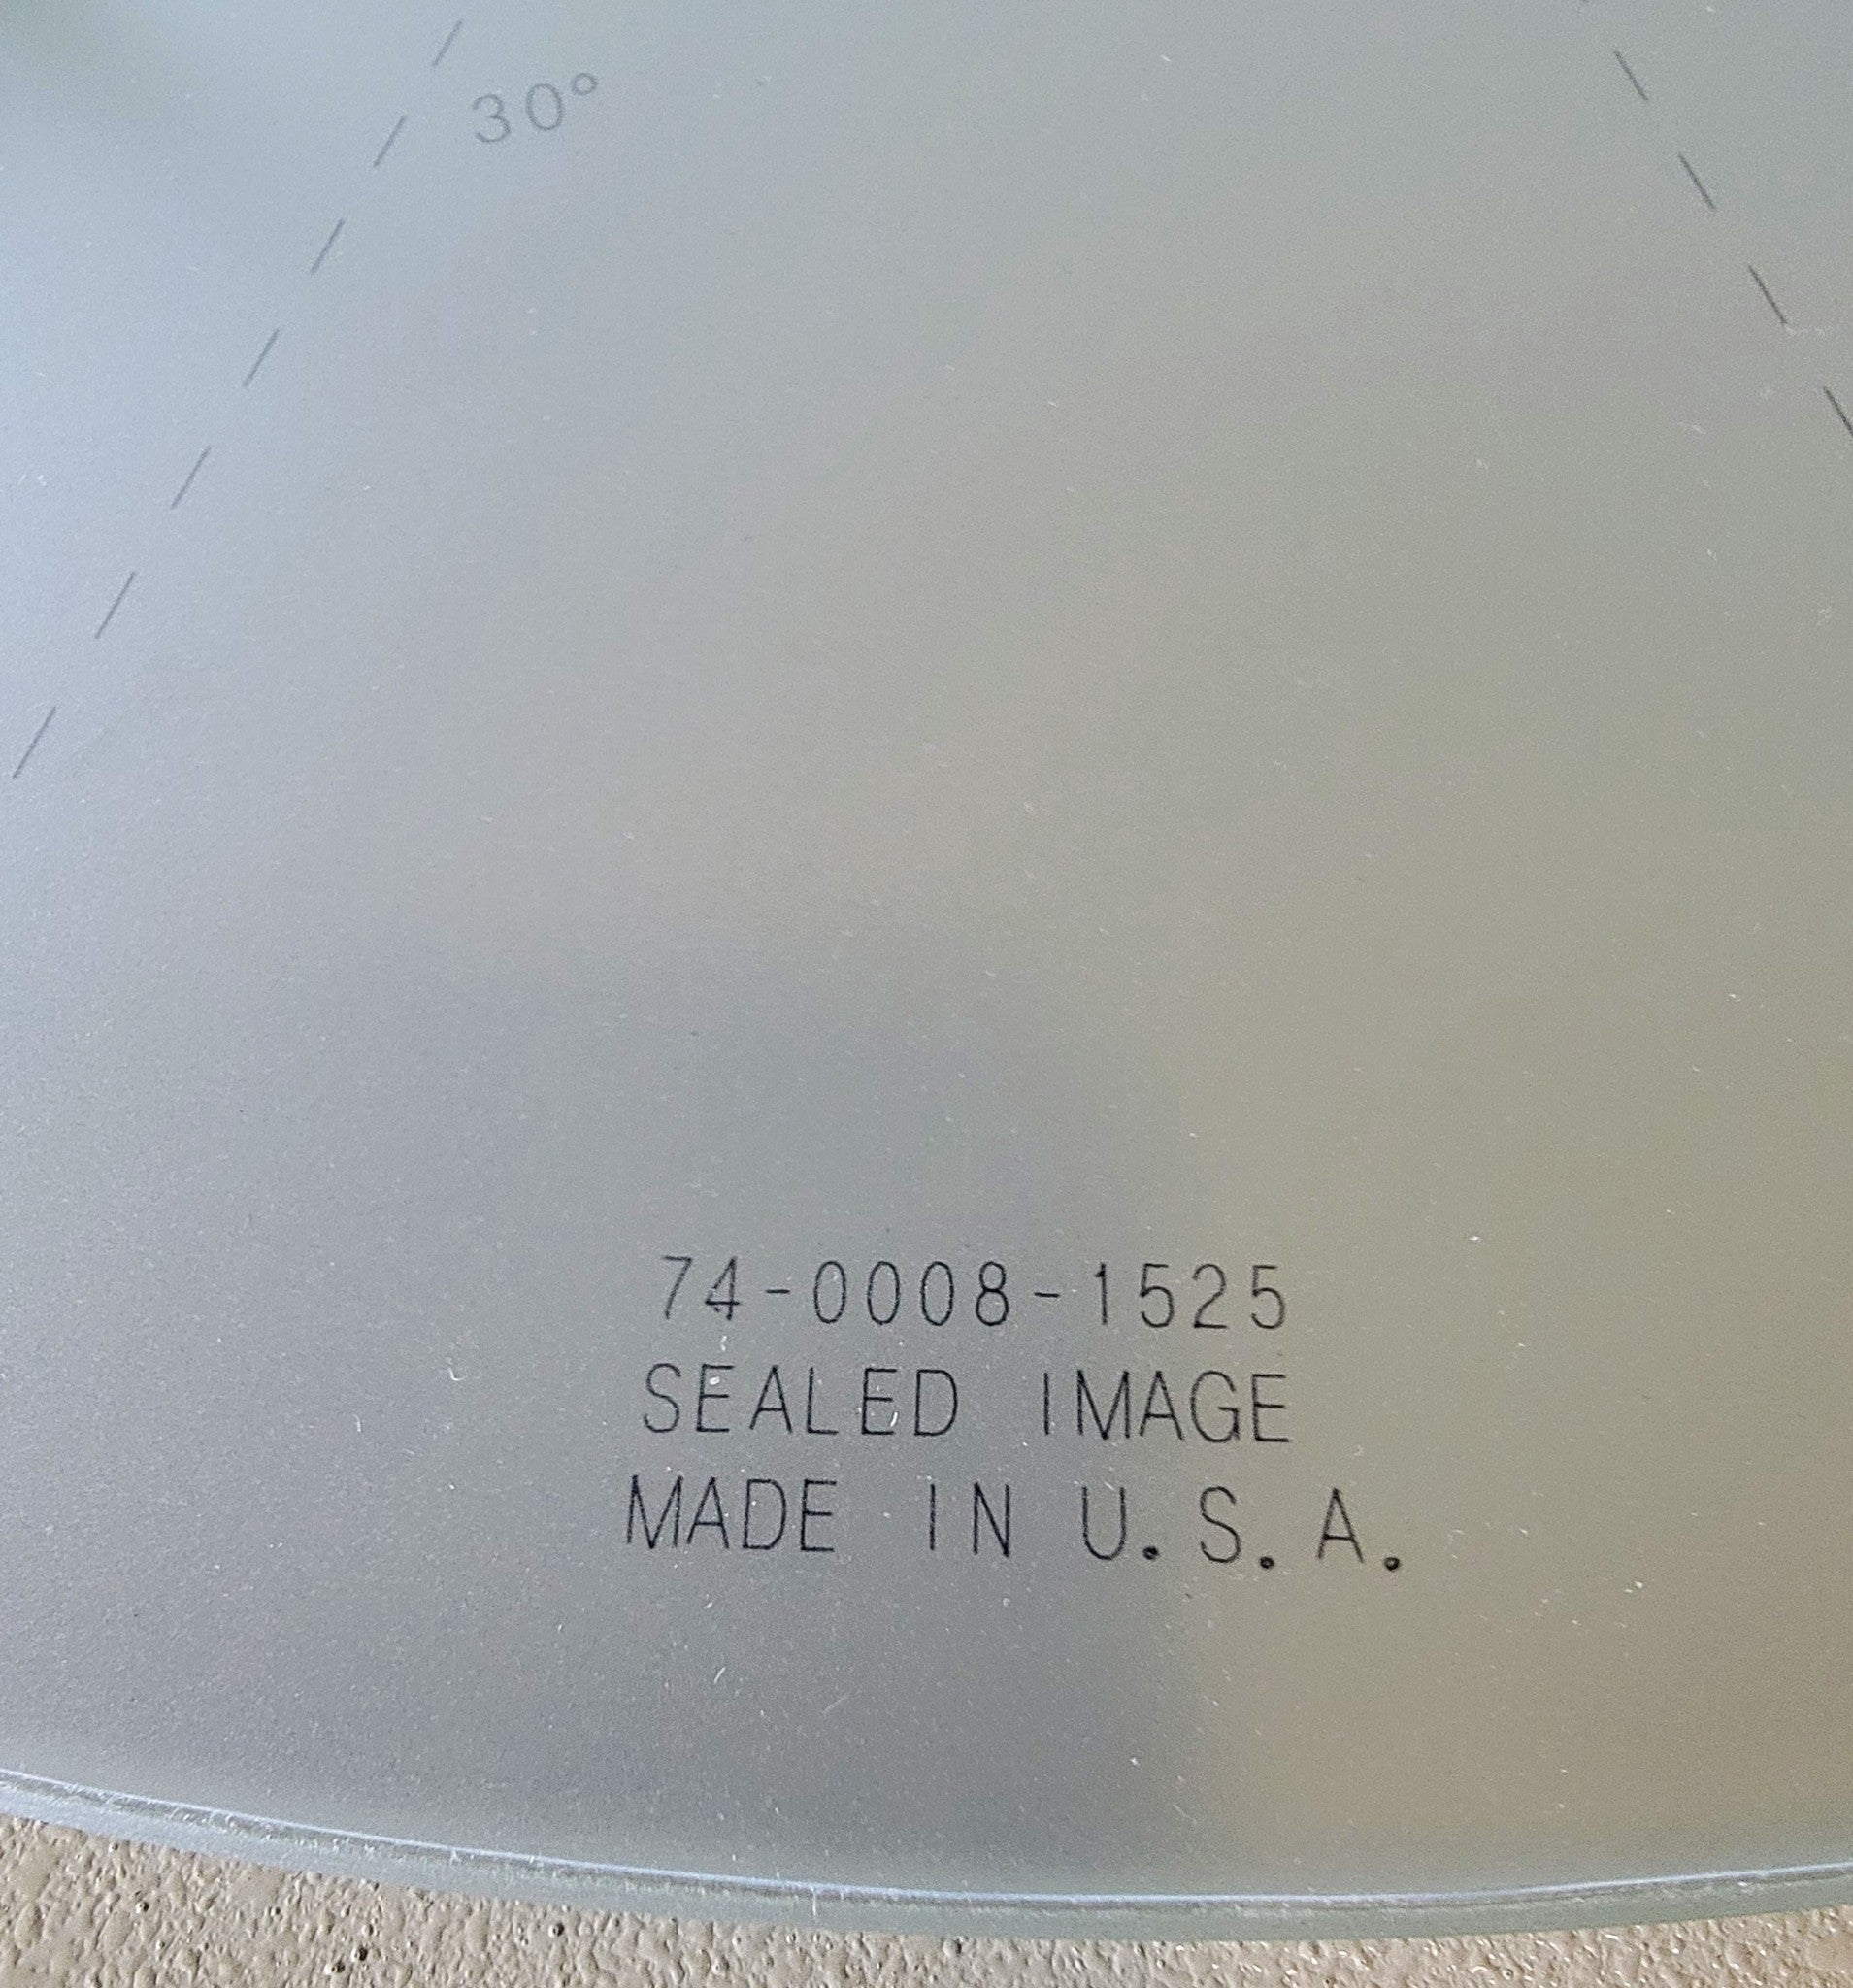 30°
74-0008-1525
SEALED IMAGE
MADE IN U.S.A.